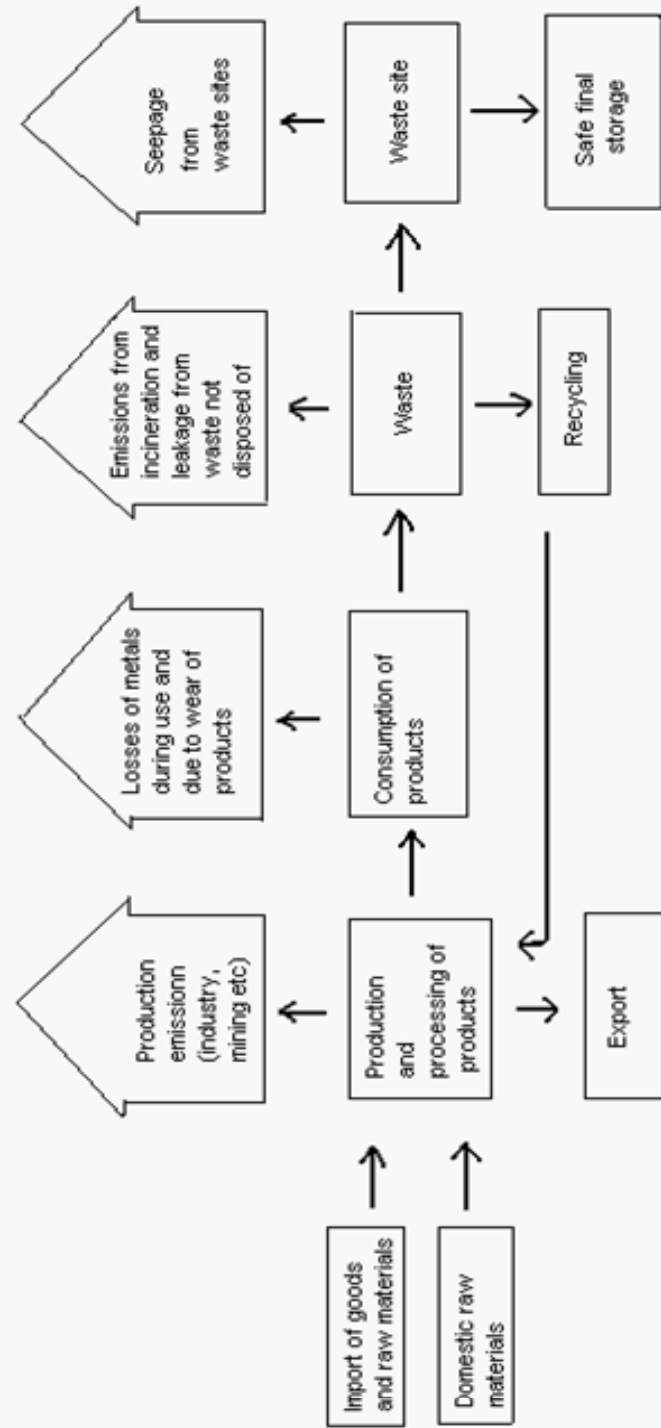 Production
emissionn
(industry,
mining etc)
Losses of metals
during use and
due to wear of
products
Emissions from
incineration and
leakage from
waste not
disposed of
Seepage
from
waste sites
Import of goods
and raw materials
Domestic raw
materials
Production
and
processing of
products
Consumption of
products
Waste
Waste site
Export
Recycling
Safe final
storage